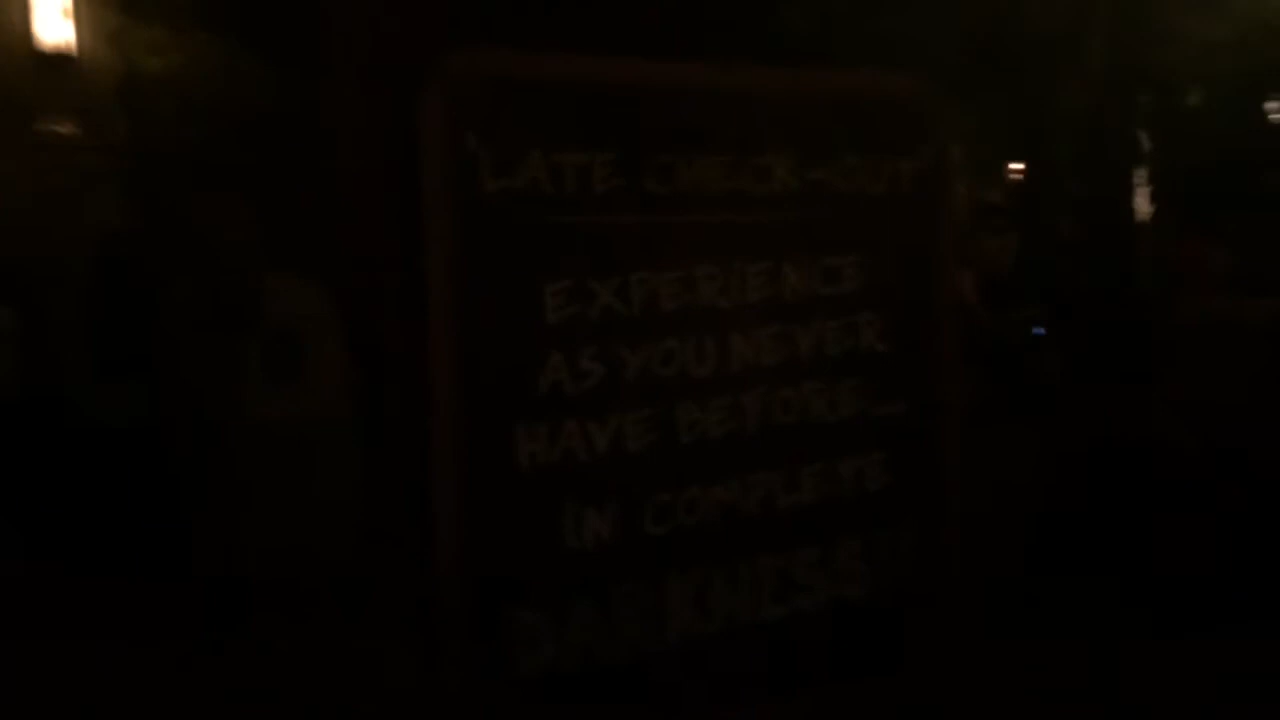 "LATE CHECK-OUT"
EXPERIENCE
AS YOU NEVER
HAVE BEFORE...
IN COMPLETE
DARKNESS!!!